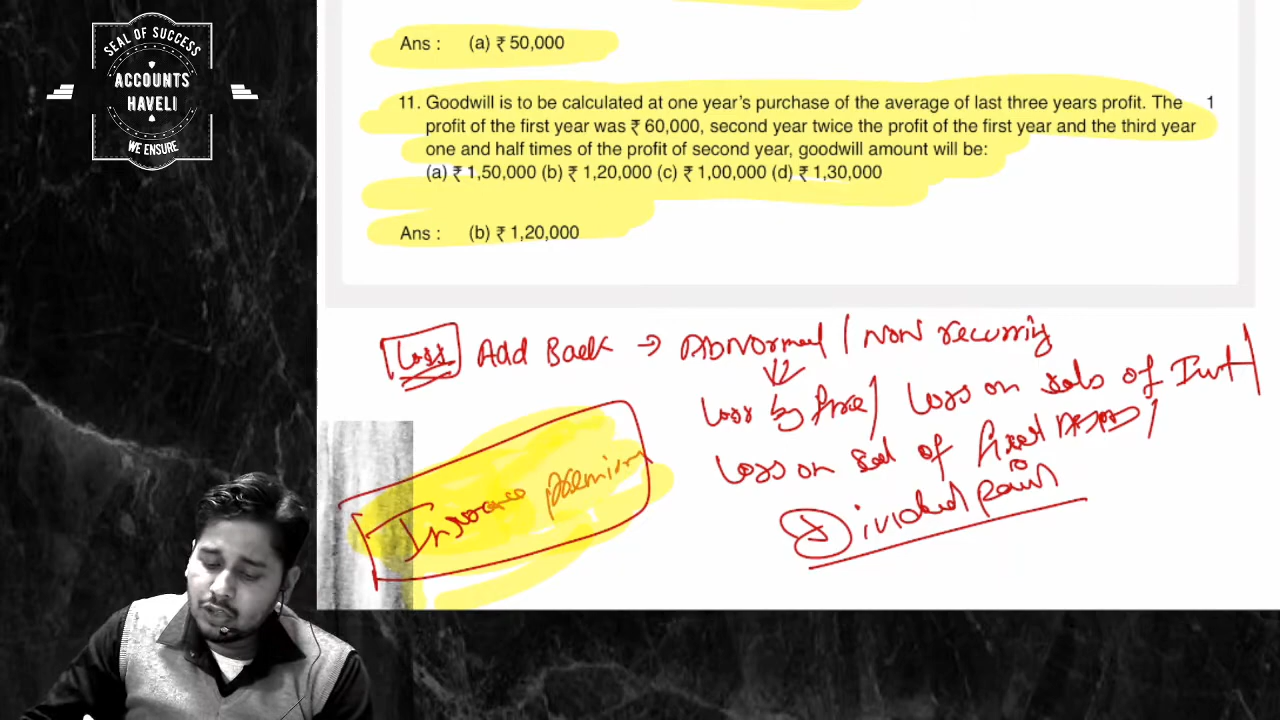 SEAL OF SUCCESS
ACCOUNTS
HAVELI
WE ENSURE
Ans : (a) ₹ 50,000
11. Goodwill is to be calculated at one year's purchase of the average of last three years profit. The 1
profit of the first year was ₹ 60,000, second year twice the profit of the first year and the third year
one and half times of the profit of second year, goodwill amount will be:
(a) ₹ 1,50,000 (b) ₹ 1,20,000 (c) ₹ 1,00,000 (d) ₹ 1,30,000
Ans : (b) ₹ 1,20,000
Loss Add Back → Abnormal / Non recurring
loss by fire / loss on sale of Invt /
loss on sale of fixed Assets /
Dividend paid
Insurance premium